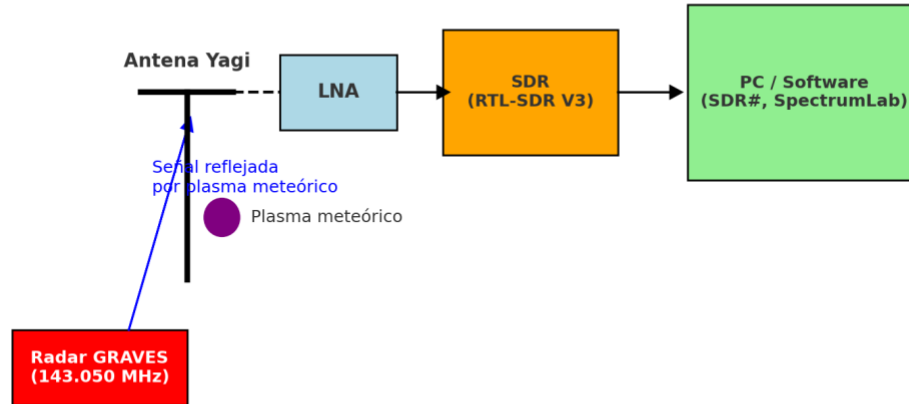 Antena Yagi
LNA
SDR
(RTL-SDR V3)
PC / Software
(SDR#, SpectrumLab)
Señal reflejada
por plasma meteórico
Plasma meteórico
Radar GRAVES
(143.050 MHz)